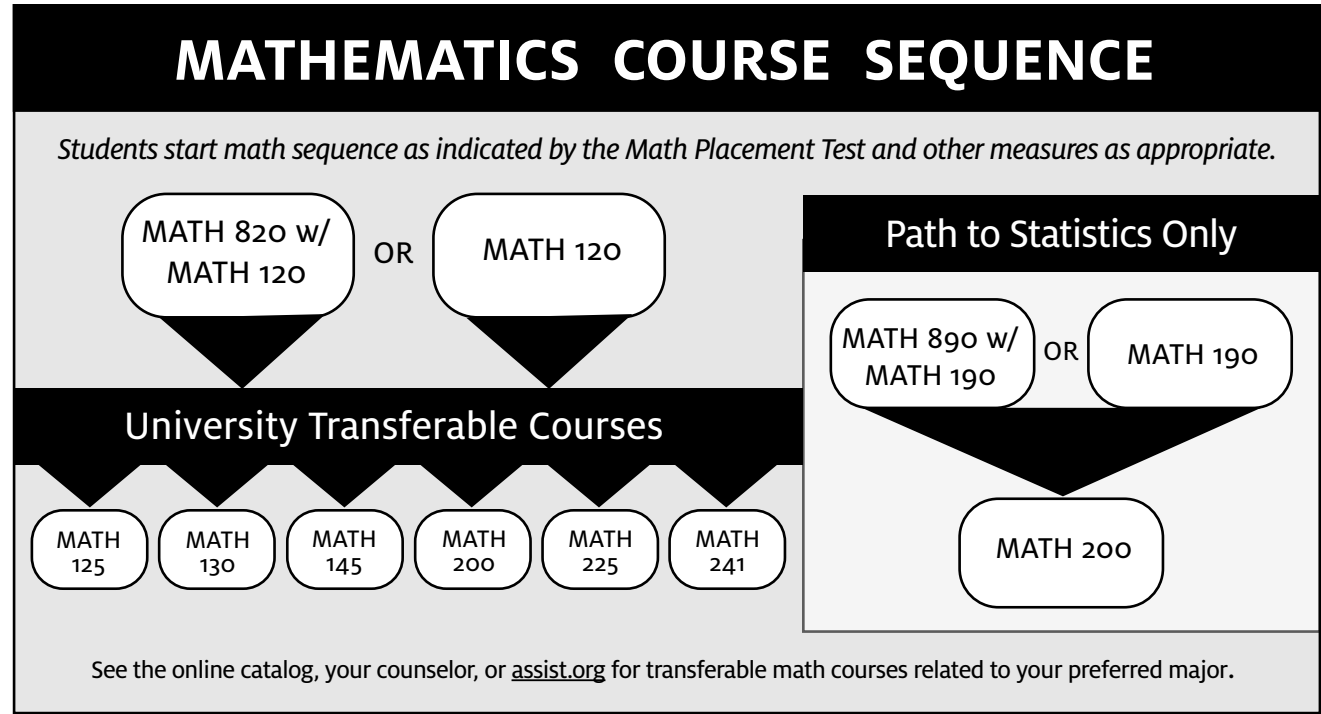 MATHEMATICS COURSE SEQUENCE
Students start math sequence as indicated by the Math Placement Test and other measures as appropriate.
MATH 820 w/
MATH 120
OR
MATH 120
University Transferable Courses
MATH
125
MATH
130
MATH
145
MATH
200
MATH
225
MATH
241
Path to Statistics Only
MATH 890 w/
MATH 190
OR
MATH 190
MATH 200
See the online catalog, your counselor, or assist.org for transferable math courses related to your preferred major.